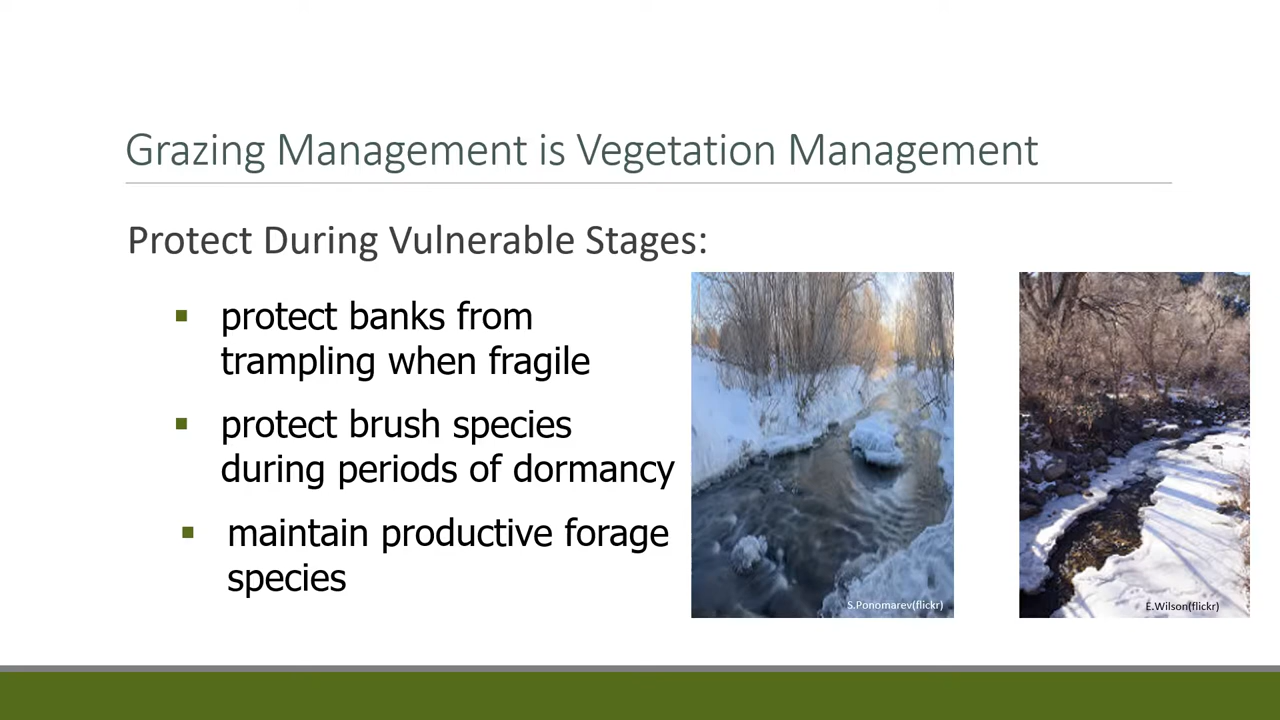 Grazing Management is Vegetation Management
Protect During Vulnerable Stages:
▪ protect banks from
trampling when fragile
▪ protect brush species
during periods of dormancy
▪ maintain productive forage
species
S.Ponomarev(flickr)
E.Wilson(flickr)